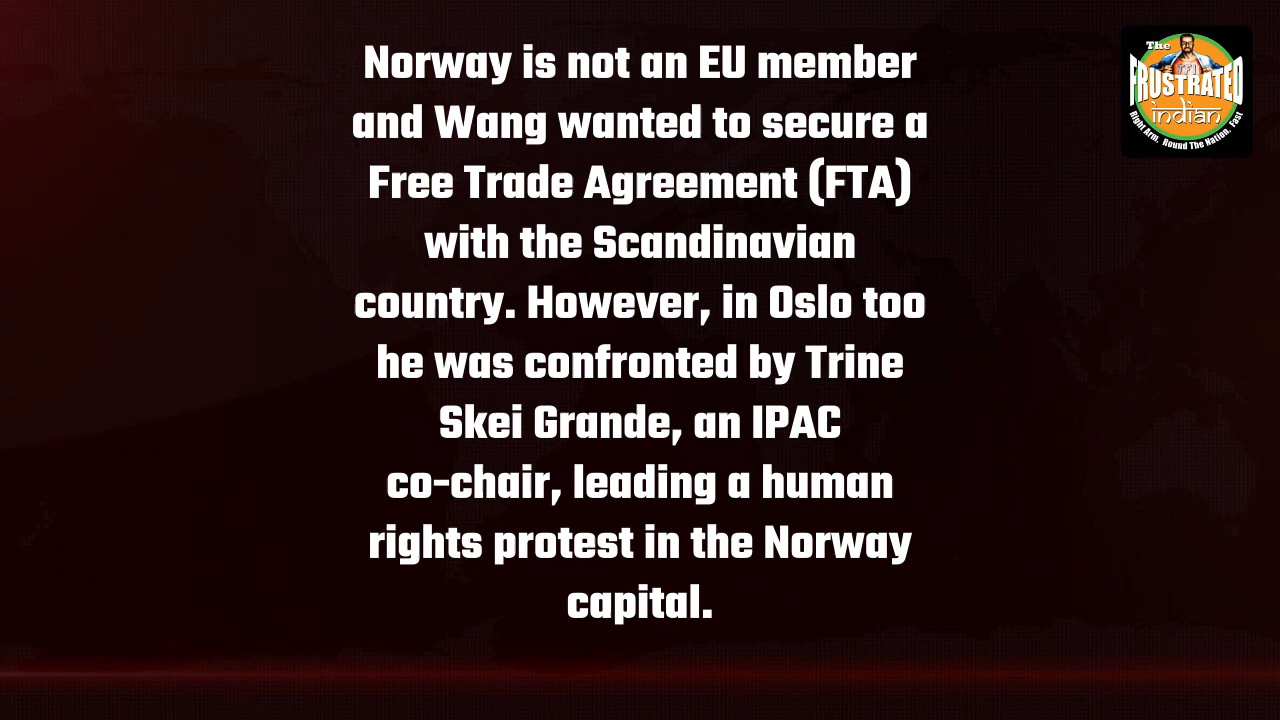 Norway is not an EU member
and Wang wanted to secure a
Free Trade Agreement (FTA)
with the Scandinavian
country. However, in Oslo too
he was confronted by Trine
Skei Grande, an IPAC
co-chair, leading a human
rights protest in the Norway
capital.
The
TFI
FRUSTRATED
indian
Right Arm. Round The Nation. Fast